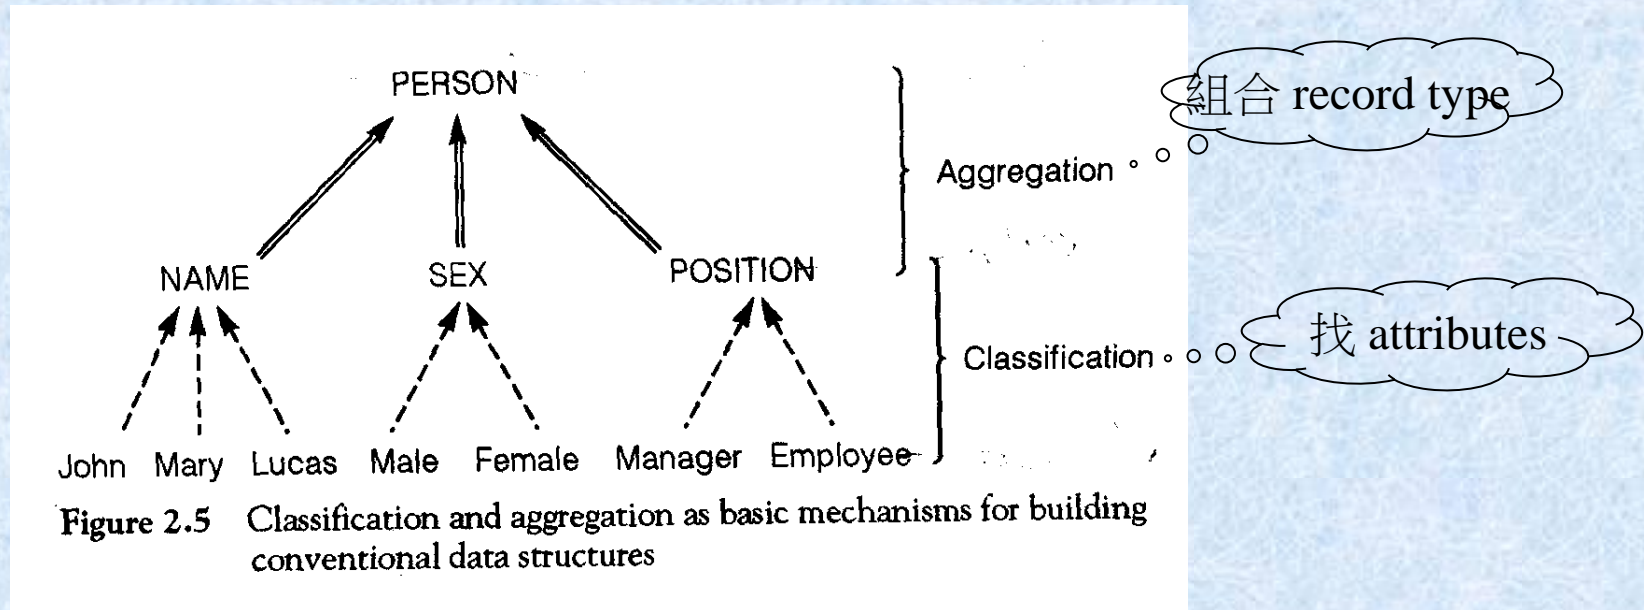 PERSON
組合 record type
Aggregation
NAME SEX POSITION
找 attributes
Classification
John Mary Lucas Male Female Manager Employee
Figure 2.5 Classification and aggregation as basic mechanisms for building
conventional data structures